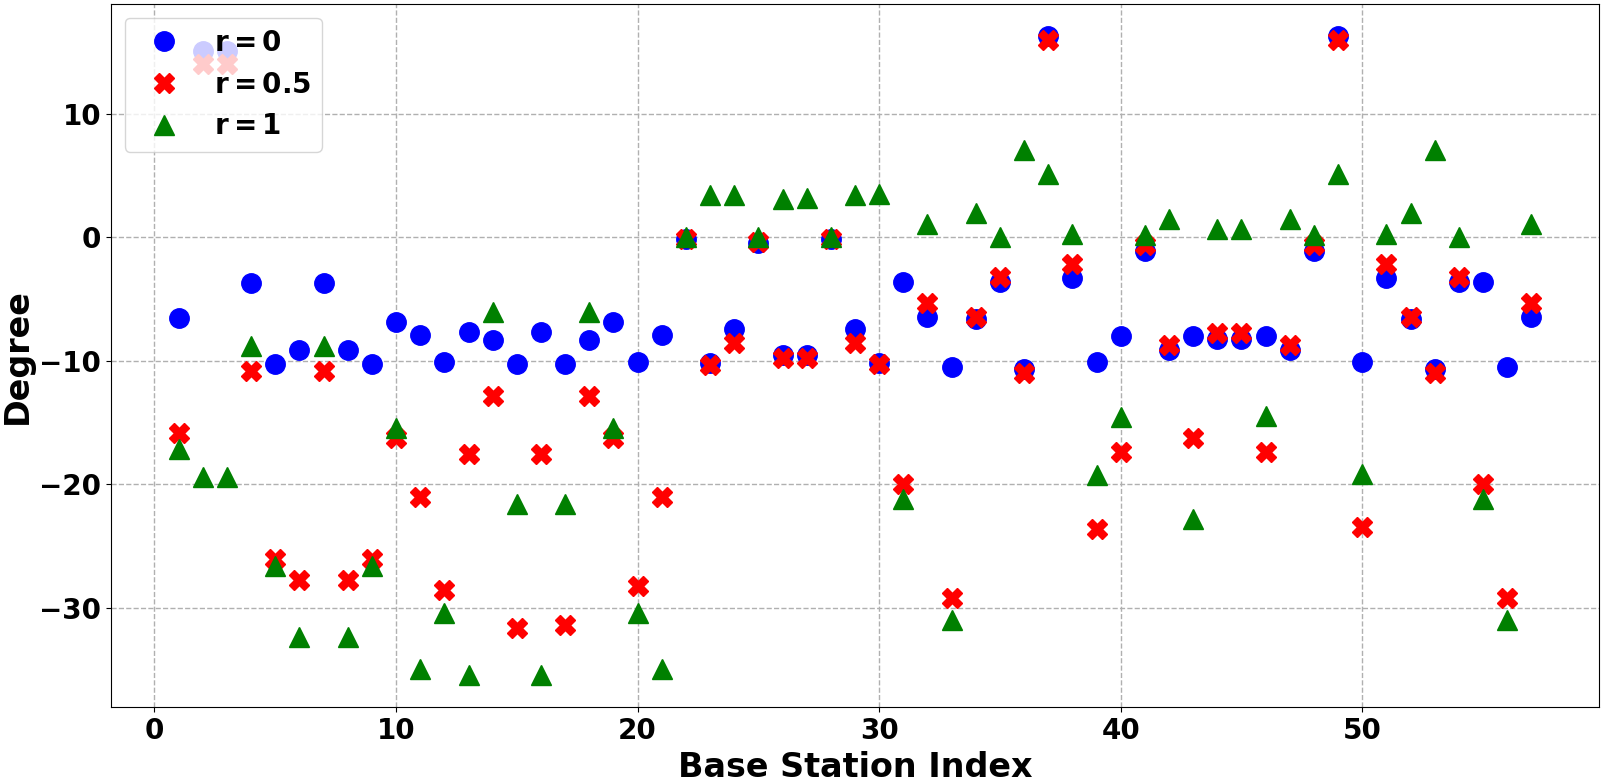 r = 0
r = 0.5
r = 1
10
0
−10
−20
−30
Degree
0 10 20 30 40 50
Base Station Index